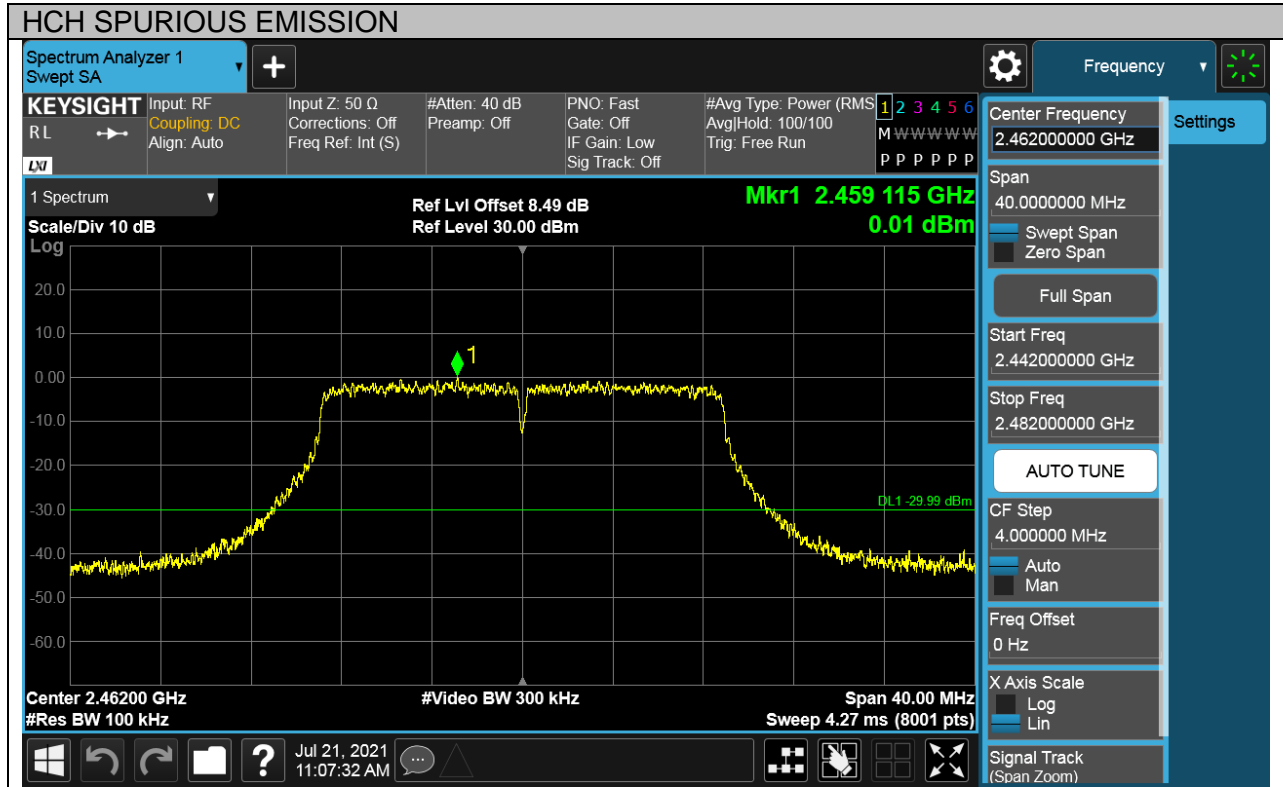 HCH SPURIOUS EMISSION
Spectrum Analyzer 1
Swept SA
+
Frequency
KEYSIGHT
RL
LXI
Input: RF
Coupling: DC
Align: Auto
Input Z: 50 Ω
Corrections: Off
Freq Ref: Int (S)
#Atten: 40 dB
Preamp: Off
PNO: Fast
Gate: Off
IF Gain: Low
Sig Track: Off
#Avg Type: Power (RMS
Avg|Hold: 100/100
Trig: Free Run
1 2 3 4 5 6
M W W W W W
P P P P P P
1 Spectrum
Scale/Div 10 dB
Ref Lvl Offset 8.49 dB
Ref Level 30.00 dBm
Mkr1 2.459 115 GHz
0.01 dBm
Log
20.0
10.0
0.00
-10.0
-20.0
-30.0
-40.0
-50.0
-60.0
1
DL1 -29.99 dBm
Center 2.46200 GHz
#Res BW 100 kHz
#Video BW 300 kHz
Span 40.00 MHz
Sweep 4.27 ms (8001 pts)
?
Jul 21, 2021
11:07:32 AM
Center Frequency
2.462000000 GHz
Settings
Span
40.0000000 MHz
Swept Span
Zero Span
Full Span
Start Freq
2.442000000 GHz
Stop Freq
2.482000000 GHz
AUTO TUNE
CF Step
4.000000 MHz
Auto
Man
Freq Offset
0 Hz
X Axis Scale
Log
Lin
Signal Track
(Span Zoom)